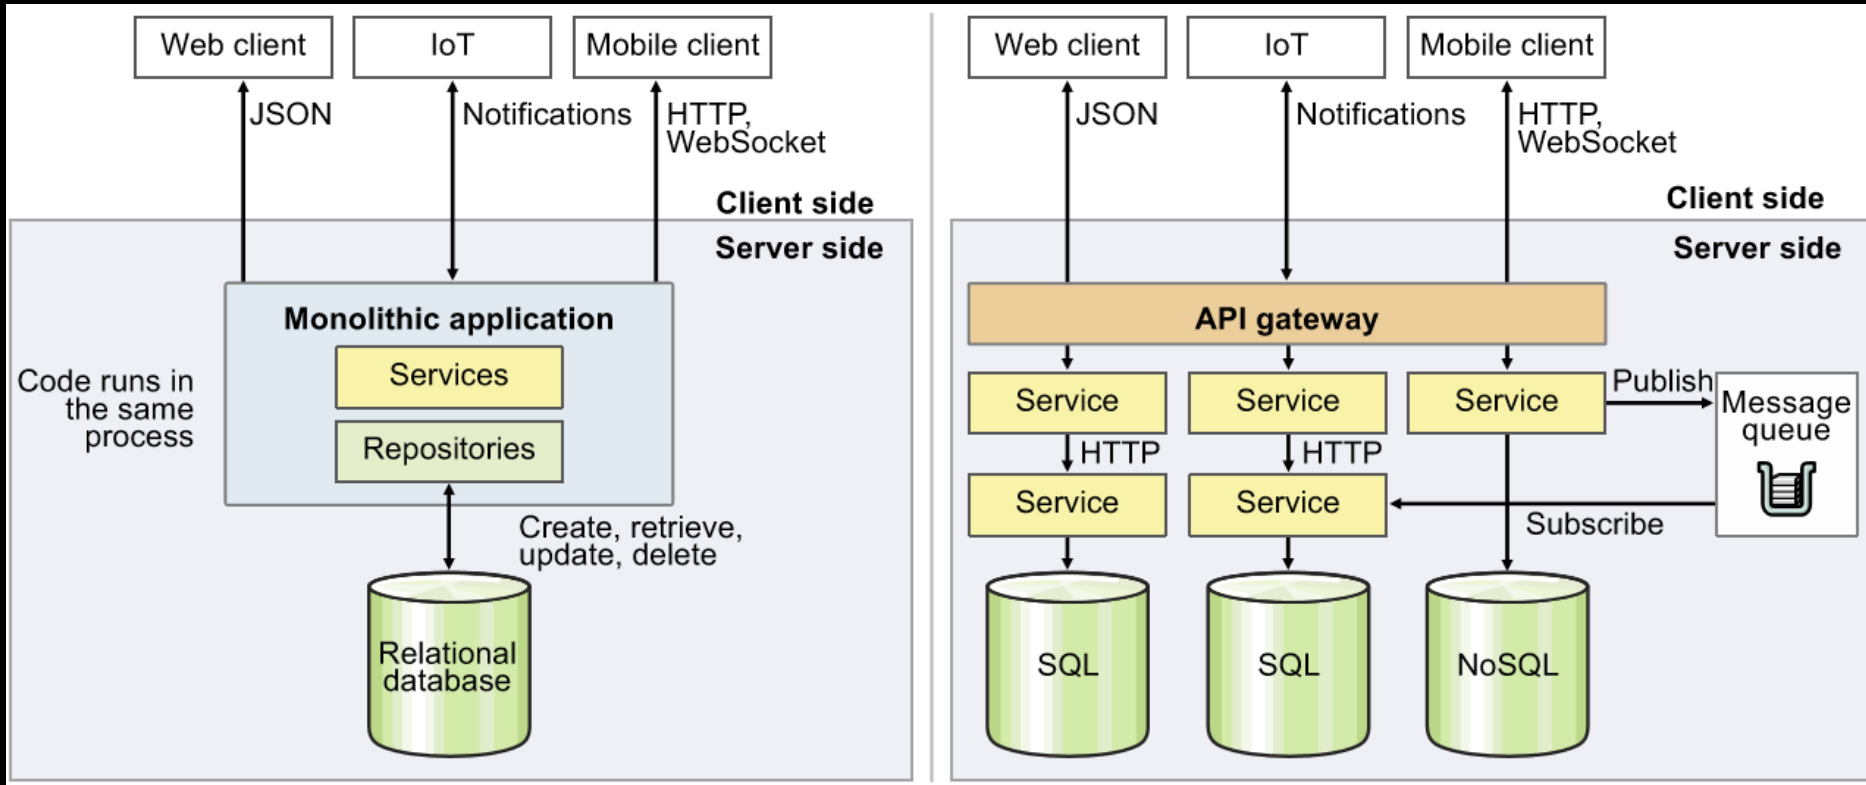 Web client
IoT
Mobile client
JSON
Notifications
HTTP,
WebSocket
Client side
Server side
Monolithic application
Services
Repositories
Code runs in
the same
process
Create, retrieve,
update, delete
Relational
database
Web client
IoT
Mobile client
JSON
Notifications
HTTP,
WebSocket
Client side
Server side
API gateway
Service
Service
Service
Publish
Message
queue
HTTP
HTTP
Service
Service
Subscribe
SQL
SQL
NoSQL